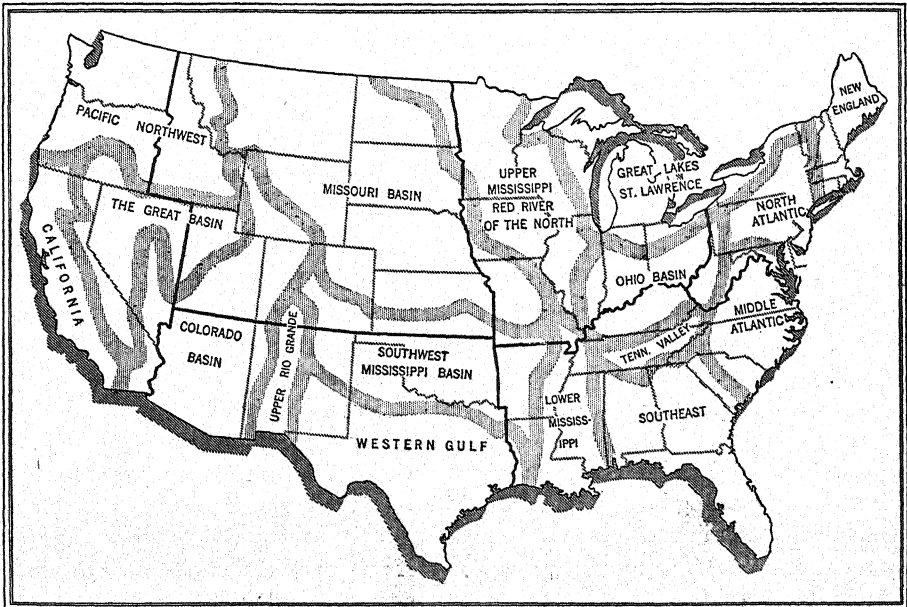 PACIFIC NORTHWEST
THE GREAT BASIN
CALIFORNIA
COLORADO
BASIN
UPPER RIO GRANDE
MISSOURI BASIN
SOUTHWEST
MISSISSIPPI BASIN
WESTERN GULF
UPPER
MISSISSIPPI
RED RIVER
OF THE NORTH
LOWER
MISSISS-
IPPI
GREAT LAKES
IN
ST. LAWRENCE
OHIO BASIN
TENN. VALLEY
SOUTHEAST
MIDDLE
ATLANTIC
NORTH
ATLANTIC
NEW
ENGLAND